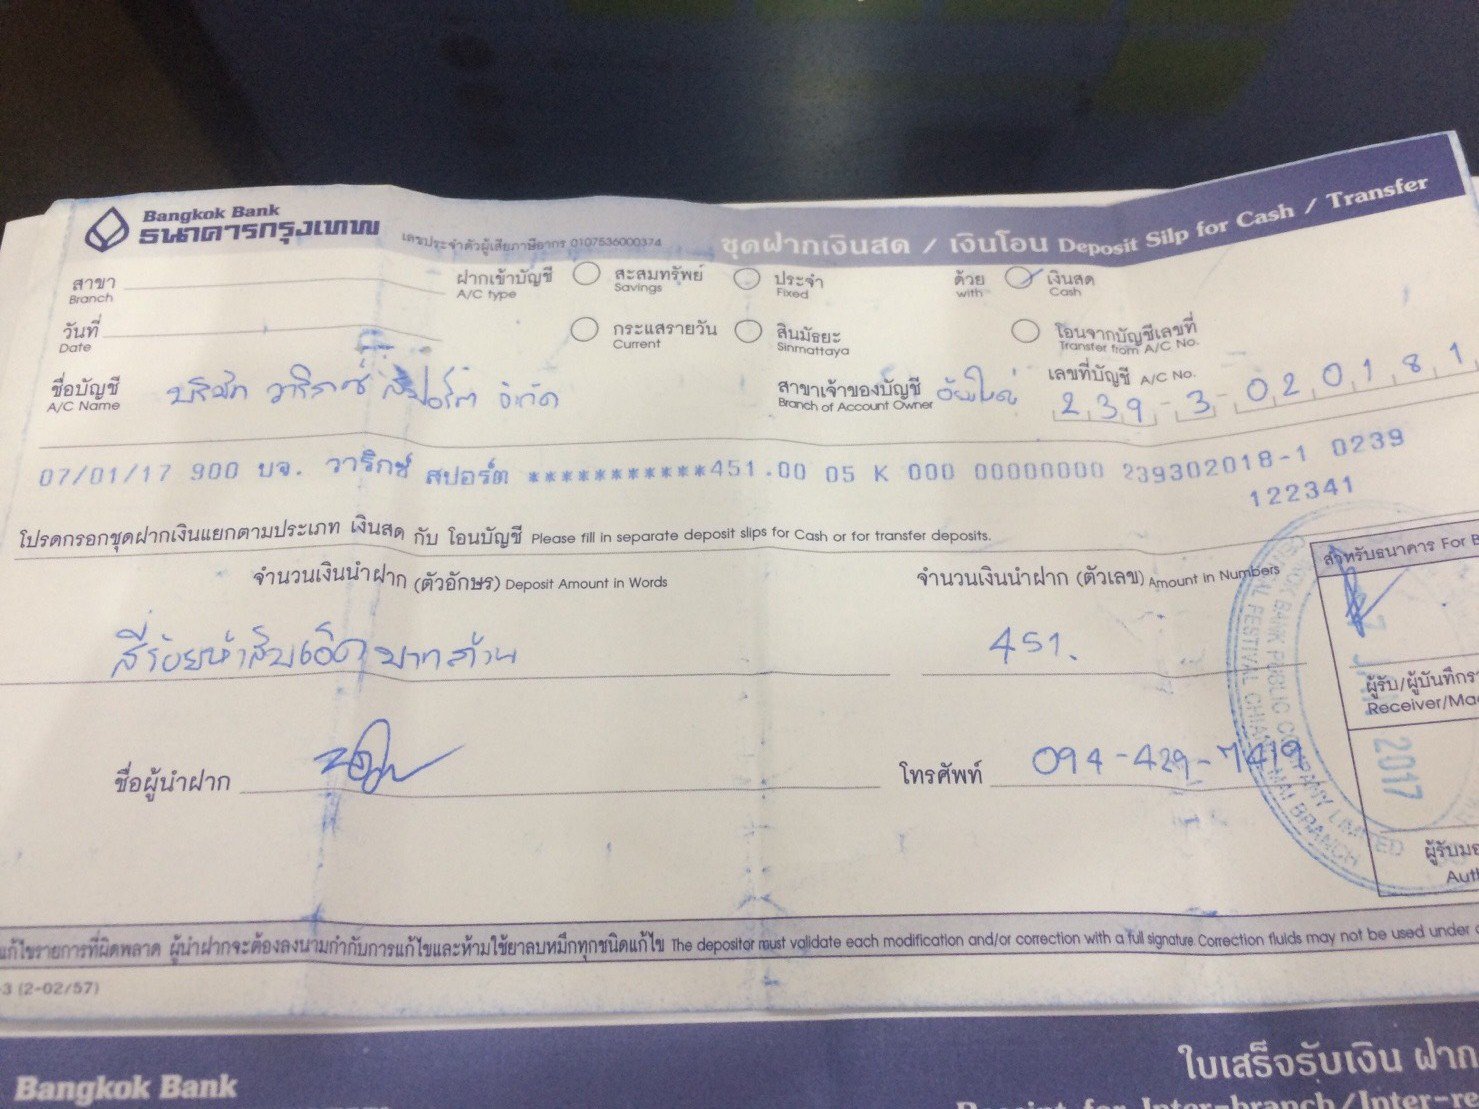 Bangkok Bank
ธนาคารกรุงเทพ
เลขประจำตัวผู้เสียภาษีอากร 0107536000374
ชุดฝากเงินสด / เงินโอน Deposit Silp for Cash / Transfer
สาขา
Branch
ฝากเข้าบัญชี
A/C type
สะสมทรัพย์
Savings
ประจำ
Fixed
ด้วย
with
เงินสด
Cash
วันที่
Date
กระแสรายวัน
Current
สินมัธยะ
Sinmattaya
โอนจากบัญชีเลขที่
Transfer from A/C No.
ชื่อบัญชี บริษัท วาริกซ์ สปอร์ต จำกัด
A/C Name
สาขาเจ้าของบัญชี
Branch of Account Owner
เลขที่บัญชี A/C No.
239-3-020181
07/01/17 900 บจ. วาริกซ์ สปอร์ต ***********451.00 05 K 000 00000000 239302018-1 0239
122341
โปรดกรอกชุดฝากเงินแยกตามประเภท เงินสด กับ โอนบัญชี Please fill in separate deposit slips for Cash or for transfer deposits.
จำนวนเงินนำฝาก (ตัวอักษร) Deposit Amount in Words
จำนวนเงินนำฝาก (ตัวเลข) Amount in Numbers
สำหรับธนาคาร For B
สี่ร้อยห้าสิบเอ็ดบาทถ้วน
451.
ผู้รับ/ผู้บันทึกรา
Receiver/Ma
ชื่อผู้นำฝาก
โทรศัพท์ 094-429-7419
2017
ผู้รับมอ
Auth
แก้ไขรายการที่ผิดพลาด ผู้นำฝากจะต้องลงนามกำกับการแก้ไขและห้ามใช้ยาลบหมึกทุกชนิดแก้ไข The depositor must validate each modification and/or correction with a full signature Correction fluids may not be used under
-3 (2-02/57)
Bangkok Bank
ใบเสร็จรับเงิน ฝาก
Receipt for Inter-branch/Inter-re